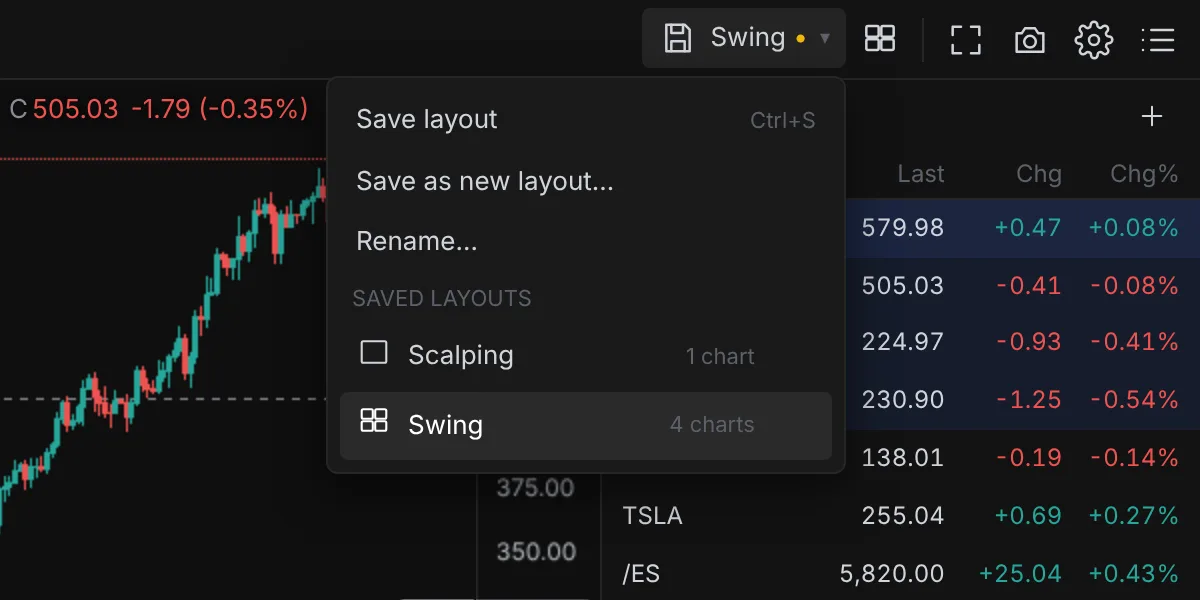 Swing
C 505.03 -1.79 (-0.35%)
Save layout Ctrl+S
Save as new layout...
Rename...
SAVED LAYOUTS
Scalping 1 chart
Swing 4 charts
375.00
350.00
Last Chg Chg%
579.98 +0.47 +0.08%
505.03 -0.41 -0.08%
224.97 -0.93 -0.41%
230.90 -1.25 -0.54%
138.01 -0.19 -0.14%
TSLA 255.04 +0.69 +0.27%
/ES 5,820.00 +25.04 +0.43%